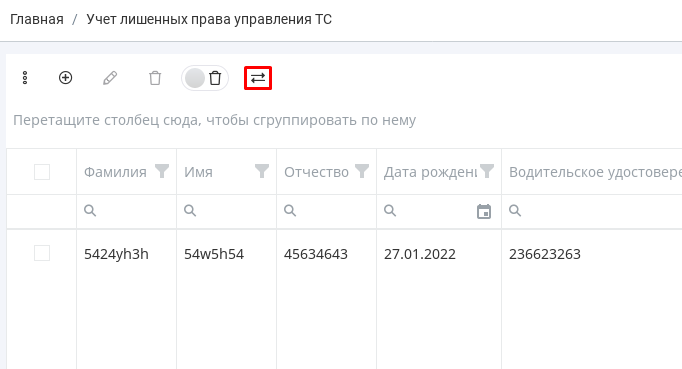 Главная / Учет лишенных права управления ТС
Перетащите столбец сюда, чтобы сгруппировать по нему
Фамилия Имя Отчество Дата рожден Водительское удостовере
5424yh3h 54w5h54 45634643 27.01.2022 236623263